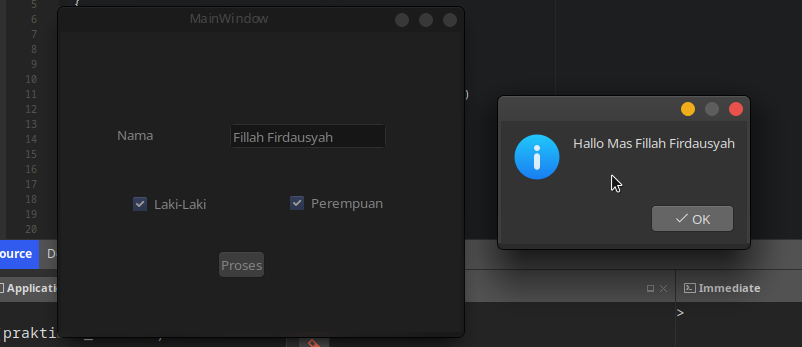 5 {
6
7
8
9
10
11 )
12
13
14
15
16
17
18
19
20
MainWindow
Nama
Fillah Firdausyah
Laki-Laki
Perempuan
Proses
Hallo Mas Fillah Firdausyah
OK
ource D
Applicati
Immediate
prakti
>